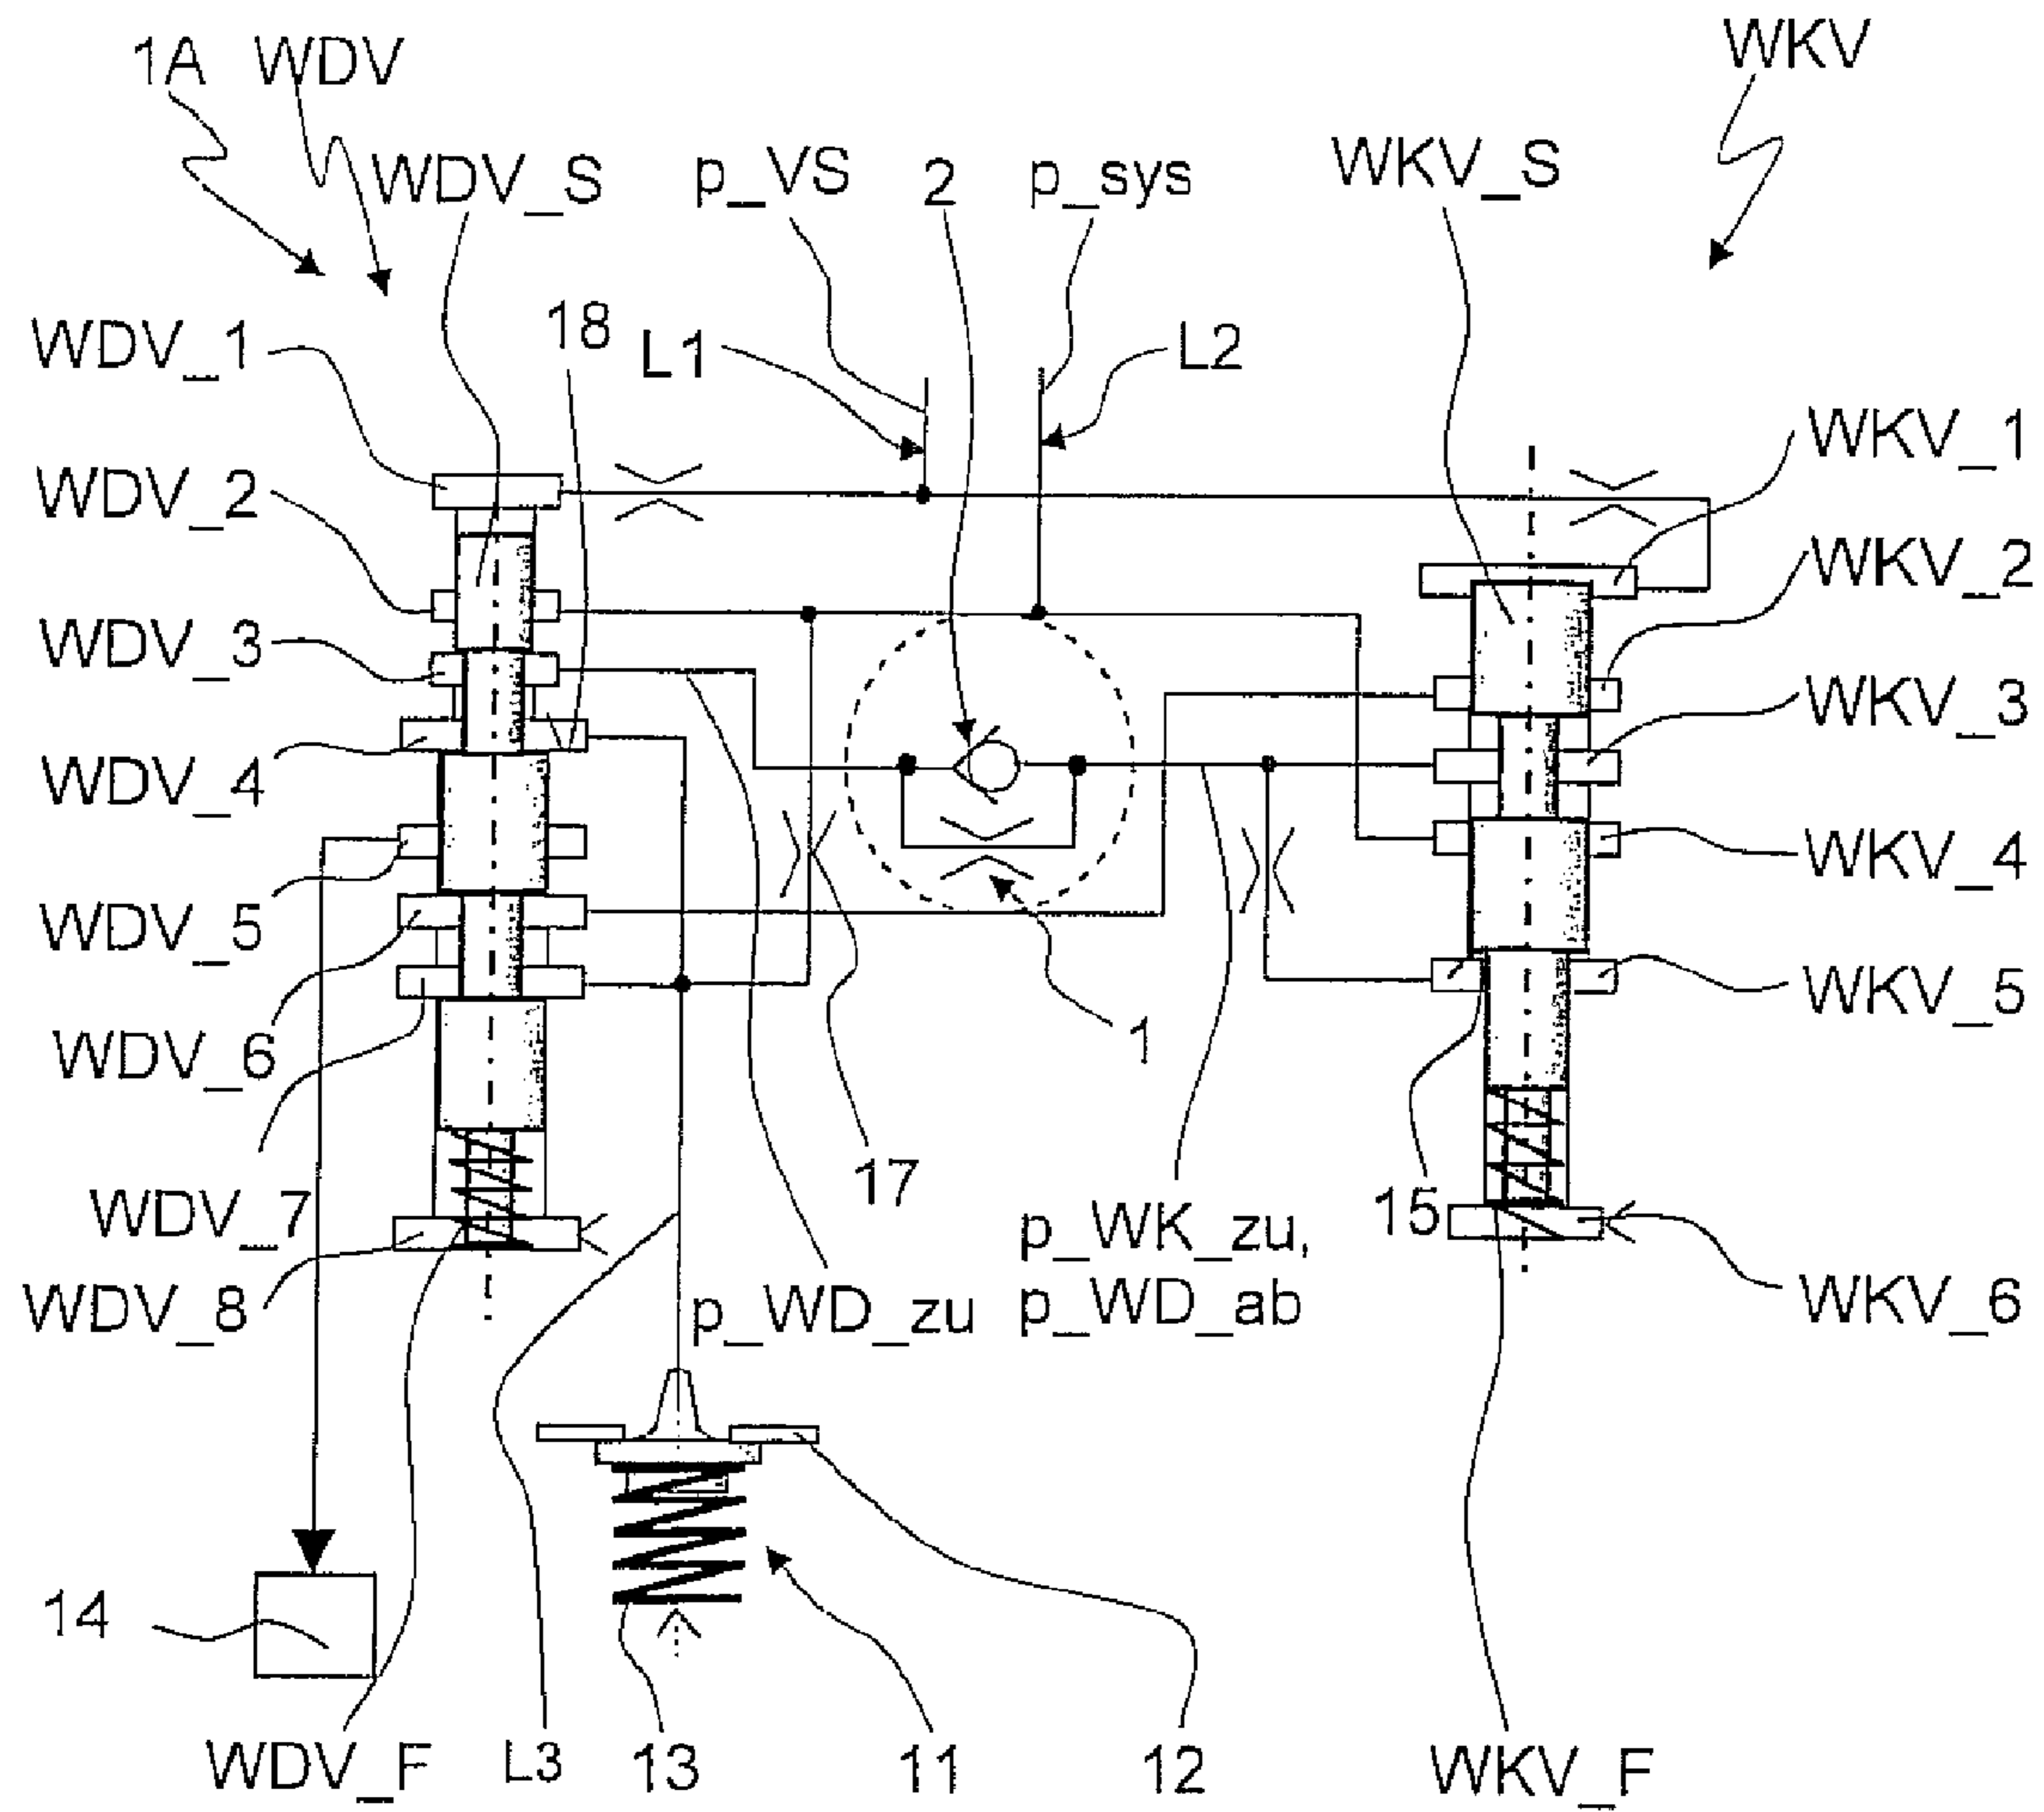 1A WDV WKV
WDV_S p_VS 2 p_sys WKV_S
WDV_1 18 L1 L2
WKV_1
WDV_2
WKV_2
WDV_3
WKV_3
WDV_4
WKV_4
WDV_5
WKV_5
WDV_6 1
17
WDV_7 15
p_WK_zu,
WDV_8 p_WD_zu p_WD_ab WKV_6
14
WDV_F L3 13 11 12 WKV_F